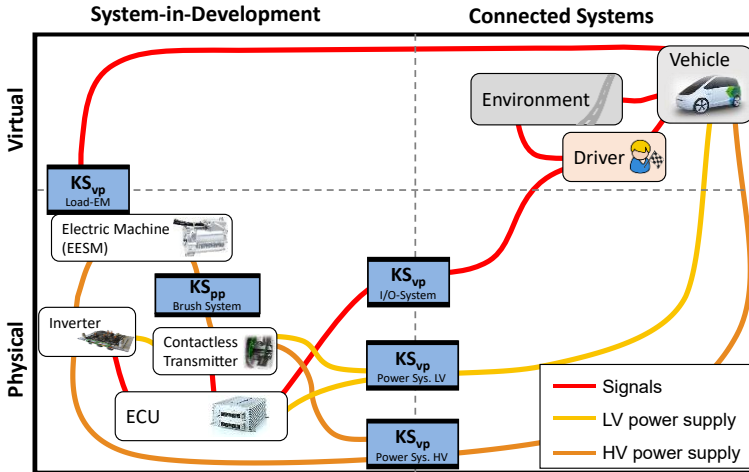 System-in-Development
Connected Systems
Virtual
Physical
Vehicle
Environment
Driver
KSvp
Load-EM
Electric Machine
(EESM)
KSpp
Brush System
KSvp
I/O-System
Inverter
Contactless
Transmitter
KSvp
Power Sys. LV
ECU
KSvp
Power Sys. HV
Signals
LV power supply
HV power supply